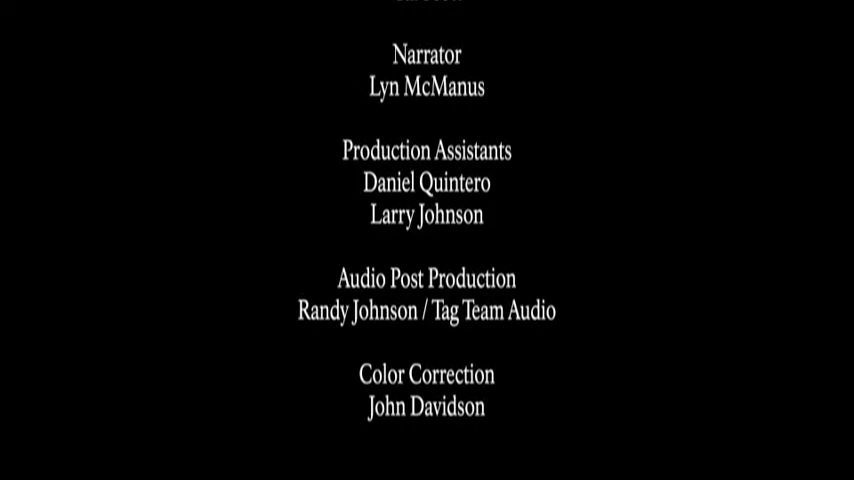 Narrator
Lyn McManus
Production Assistants
Daniel Quintero
Larry Johnson
Audio Post Production
Randy Johnson / Tag Team Audio
Color Correction
John Davidson